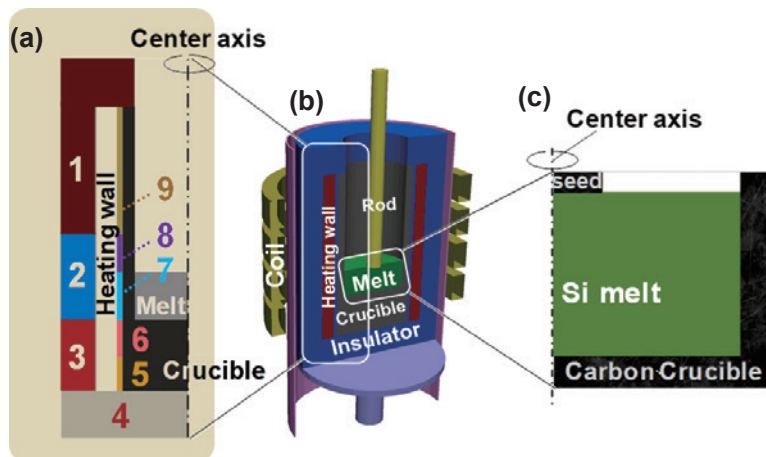 (a)
Center axis
1
2
3
4
Heating wall
9
8
7
Melt
6
5
Crucible
(b)
Coil
Heating wall
Rod
Melt
Crucible
Insulator
(c)
Center axis
seed
Si melt
Carbon Crucible